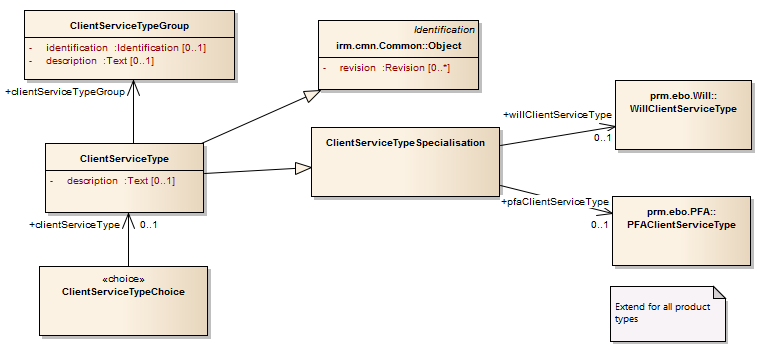 ClientServiceTypeGroup
- identification :Identification [0..1]
- description :Text [0..1]
Identification
irm.cmn.Common::Object
- revision :Revision [0..*]
+clientServiceTypeGroup
prm.ebo.Will::
WillClientServiceType
+willClientServiceType
0..1
ClientServiceTypeSpecialisation
ClientServiceType
- description :Text [0..1]
+pfaClientServiceType
0..1
prm.ebo.PFA::
PFAClientServiceType
+clientServiceType
0..1
«choice»
ClientServiceTypeChoice
Extend for all product
types